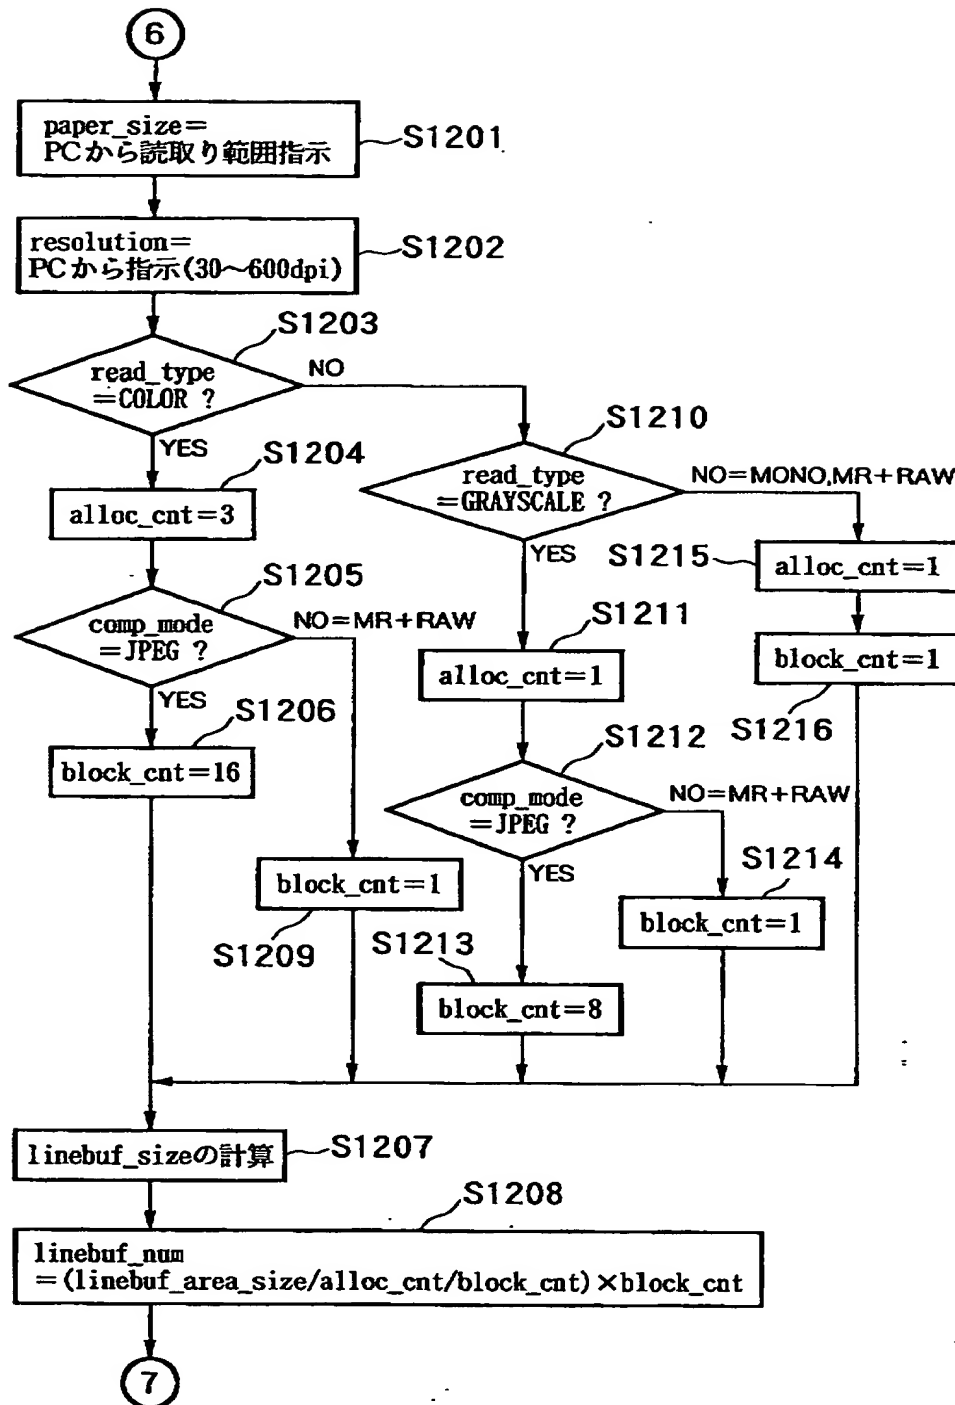 6
paper_size=
PCから読取り範囲指示
S1201
resolution=
PCから指示(30〜600dpi)
S1202
S1203
read_type
=COLOR ?
NO
YES
S1204
alloc_cnt=3
S1205
comp_mode
=JPEG ?
NO=MR+RAW
YES
S1206
block_cnt=16
block_cnt=1
S1209
S1210
read_type
=GRAYSCALE ?
NO=MONO,MR+RAW
YES
S1211
alloc_cnt=1
S1212
comp_mode
=JPEG ?
NO=MR+RAW
YES
S1213
block_cnt=8
S1214
block_cnt=1
S1215
alloc_cnt=1
block_cnt=1
S1216
linebuf_sizeの計算
S1207
S1208
linebuf_num
=(linebuf_area_size/alloc_cnt/block_cnt)×block_cnt
7